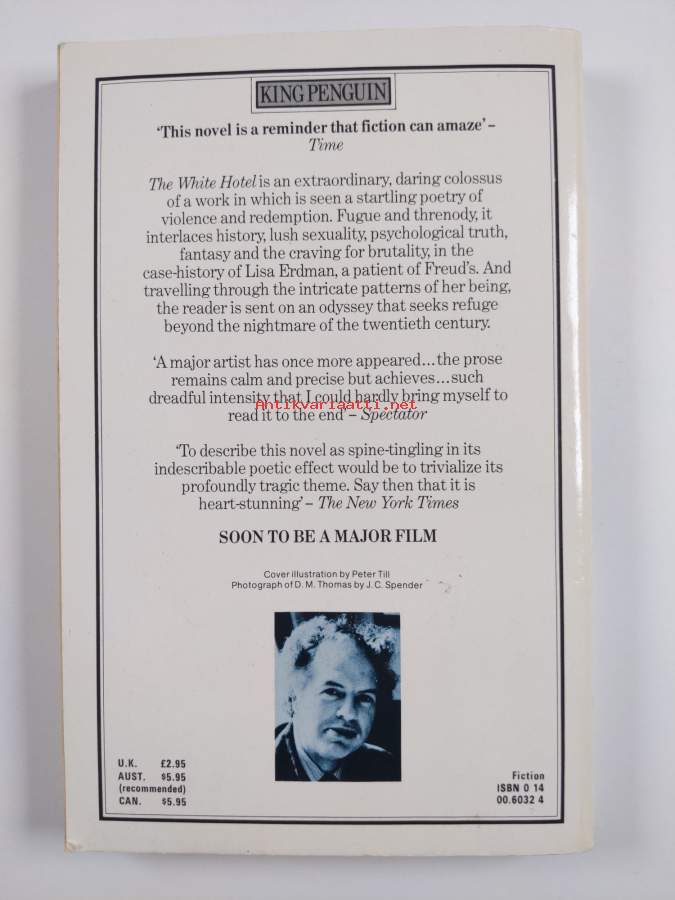 KING PENGUIN
‘This novel is a reminder that fiction can amaze’ –
Time
The White Hotel is an extraordinary, daring colossus
of a work in which is seen a startling poetry of
violence and redemption. Fugue and threnody, it
interlaces history, lush sexuality, psychological truth,
fantasy and the craving for brutality, in the
case-history of Lisa Erdman, a patient of Freud’s. And
travelling through the intricate patterns of her being,
the reader is sent on an odyssey that seeks refuge
beyond the nightmare of the twentieth century.
‘A major artist has once more appeared…the prose
remains calm and precise but achieves…such
dreadful intensity that I could hardly bring myself to
Antikvariaatti.net
read it to the end’ – Spectator
‘To describe this novel as spine-tingling in its
indescribable poetic effect would be to trivialize its
profoundly tragic theme. Say then that it is
heart-stunning’ – The New York Times
SOON TO BE A MAJOR FILM
Cover illustration by Peter Till
Photograph of D. M. Thomas by J.C. Spender
U.K. £2.95
AUST. $5.95
(recommended)
CAN. $5.95
Fiction
ISBN 0 14
00.6032 4